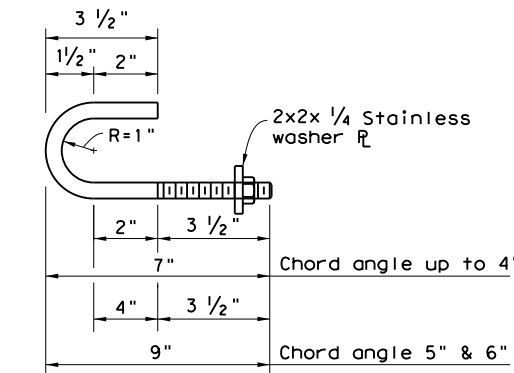 3 1/2"
1 1/2" 2"
R=1"
2x2x 1/4 Stainless
washer ⅊
2" 3 1/2"
7" Chord angle up to 4"
4" 3 1/2"
9" Chord angle 5" & 6"